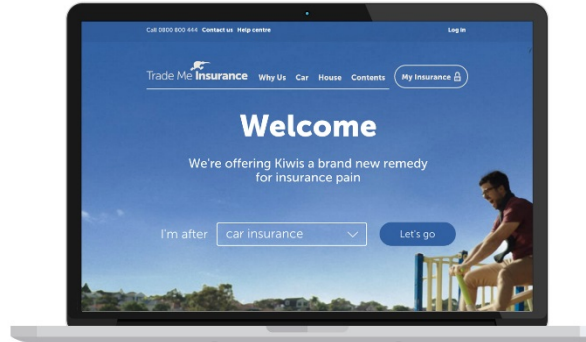 Call 0800 800 444 Contact us Help centre Log in
Trade Me Insurance Why Us Car House Contents My Insurance
Welcome
We're offering Kiwis a brand new remedy
for insurance pain
I'm after car insurance Let's go